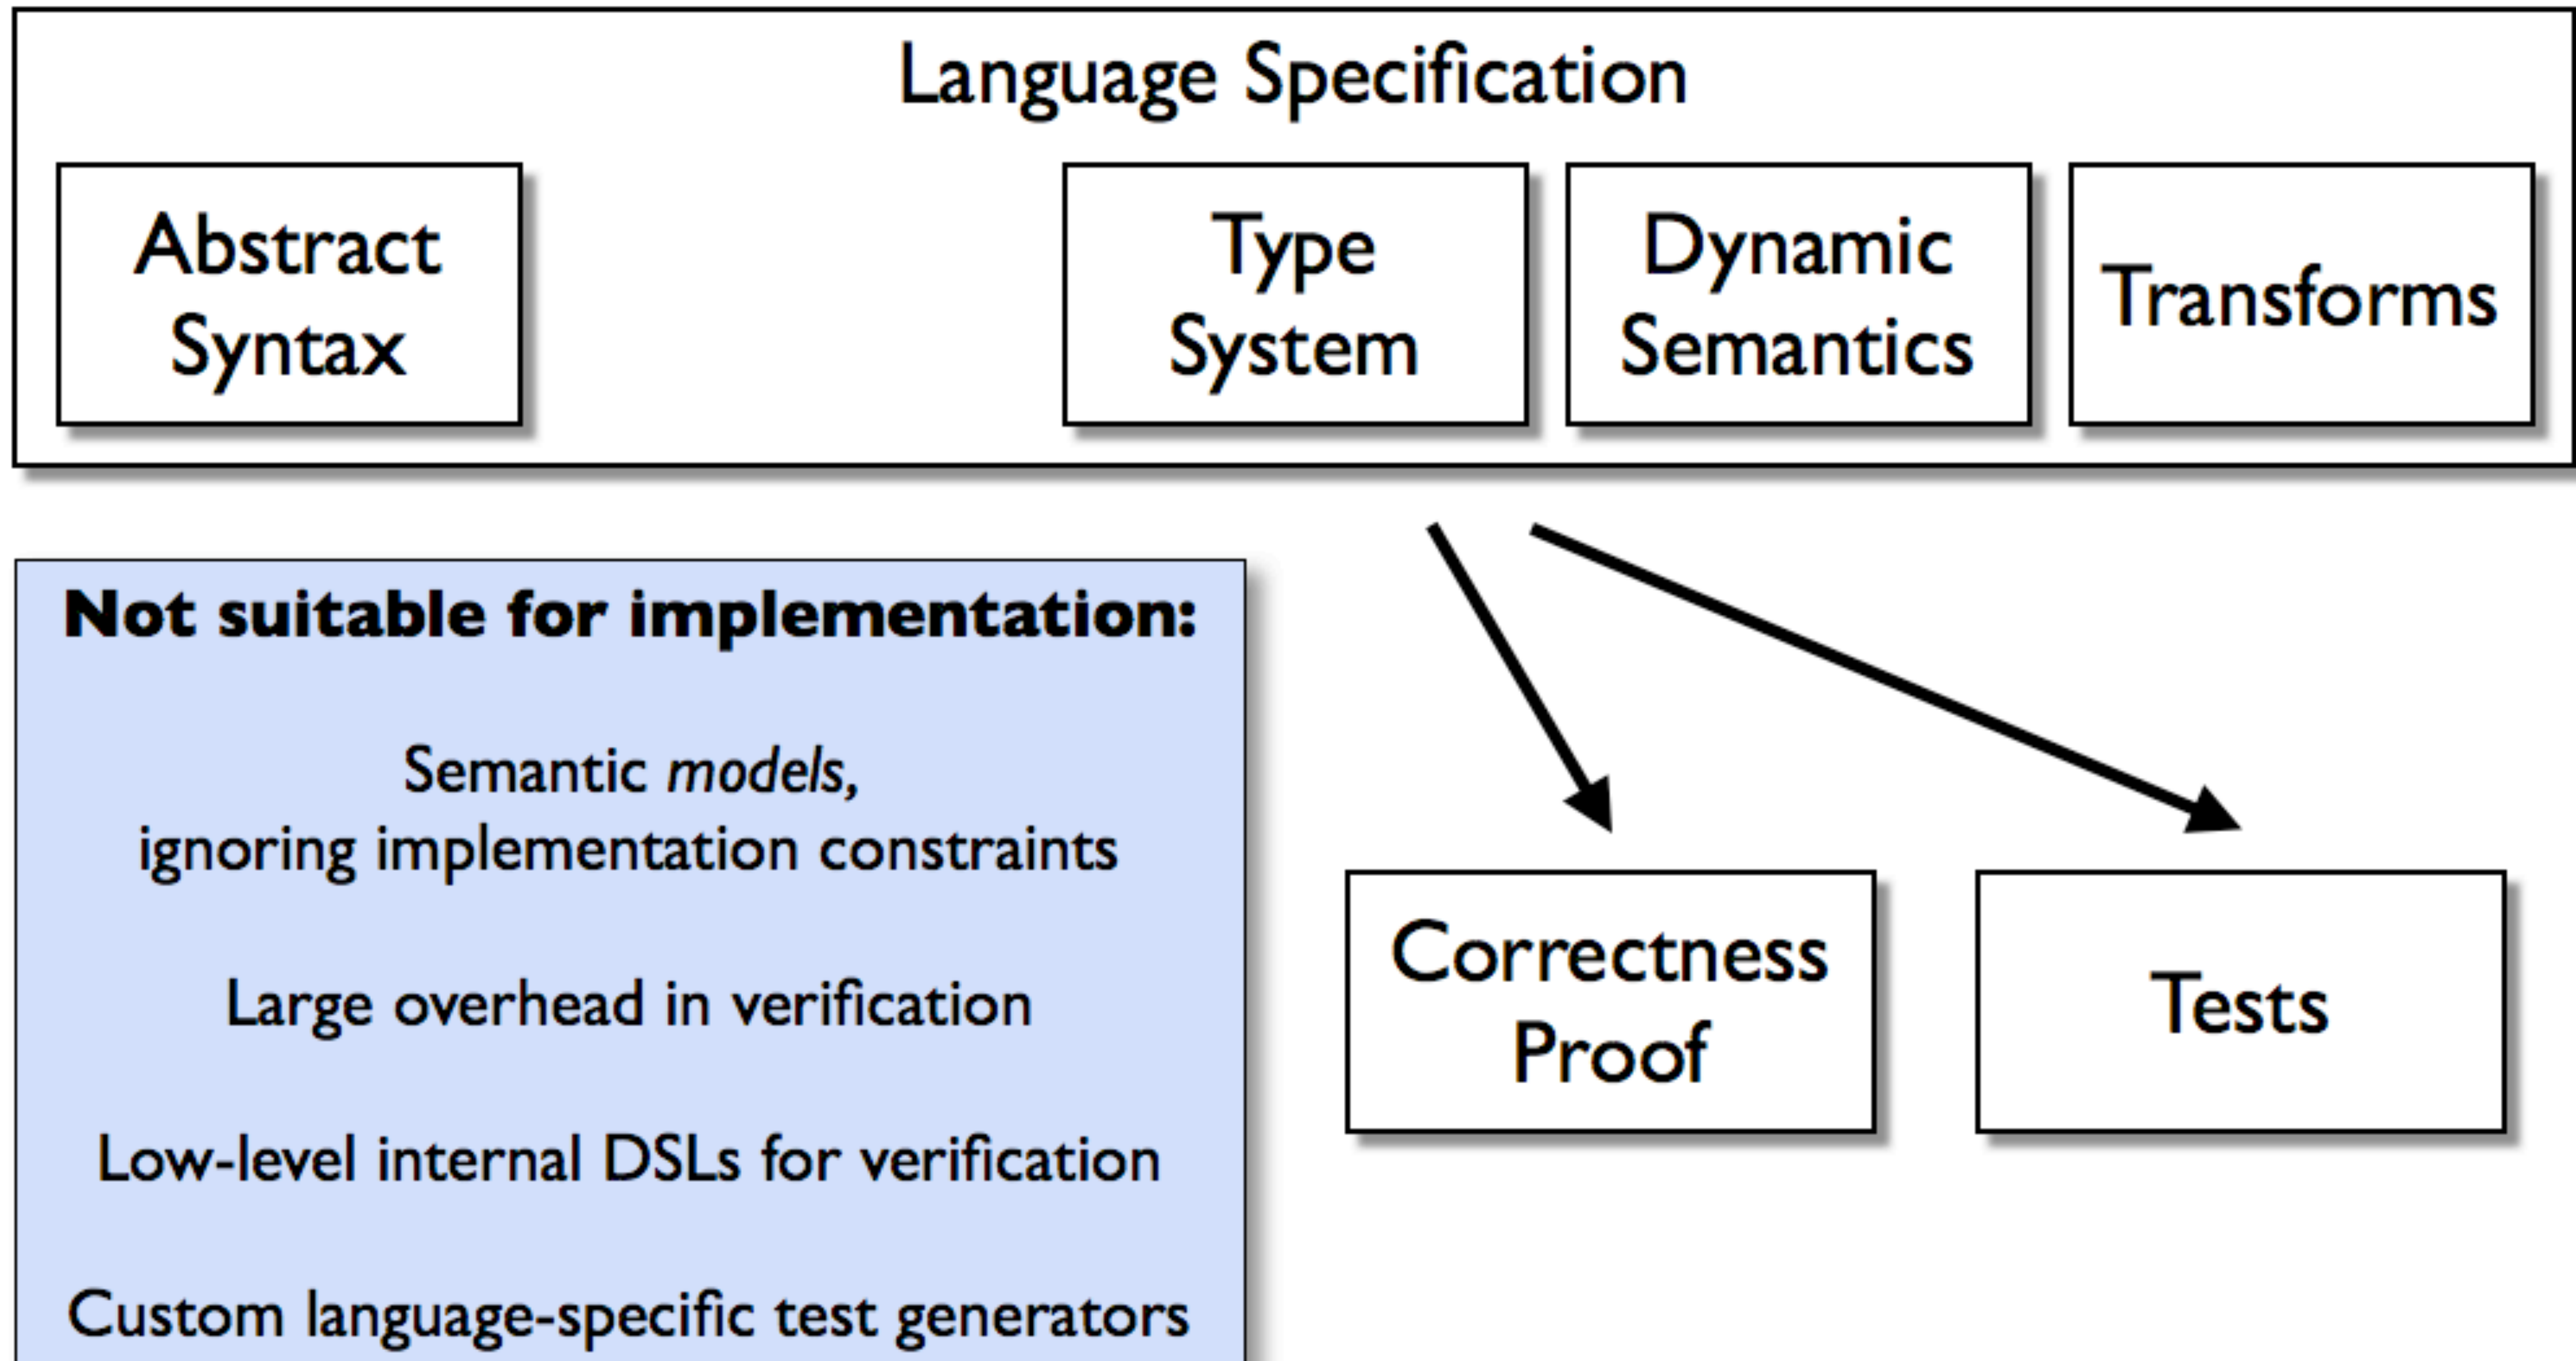 Language Specification
Abstract
Syntax
Type
System
Dynamic
Semantics
Transforms
Not suitable for implementation:
Semantic models,
ignoring implementation constraints
Large overhead in verification
Low-level internal DSLs for verification
Custom language-specific test generators
Correctness
Proof
Tests